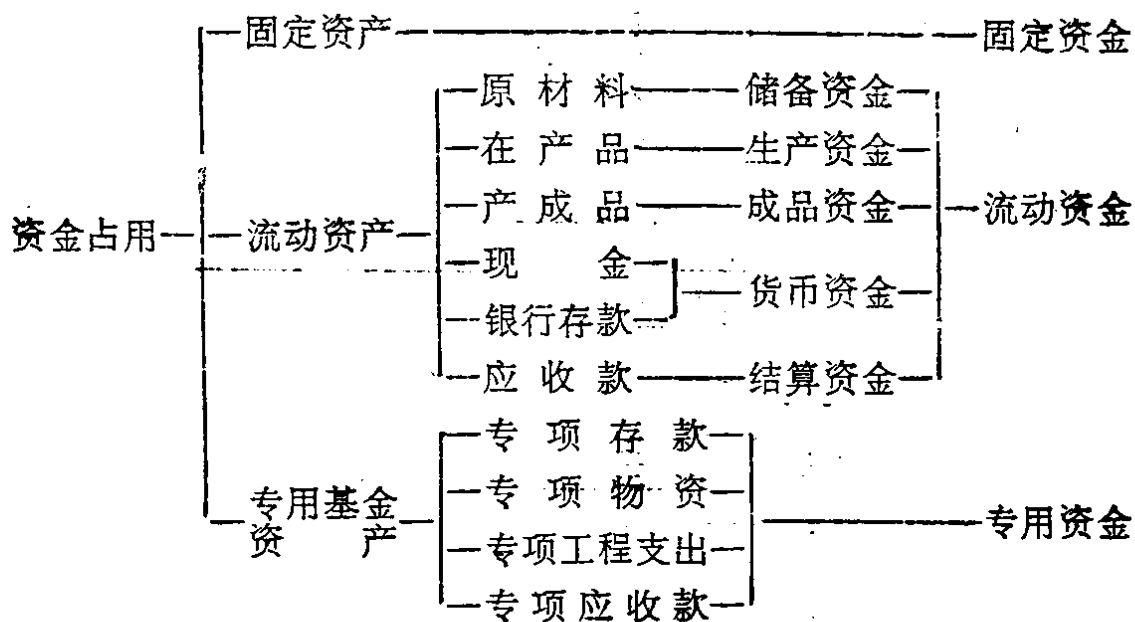 固定资产 固定资金
原材料 储备资金
在产品 生产资金
产成品 成品资金
资金占用 流动资产 流动资金
现金
货币资金
银行存款
应收款 结算资金
专项存款
专项物资
专用基金资产 专用资金
专项工程支出
专项应收款